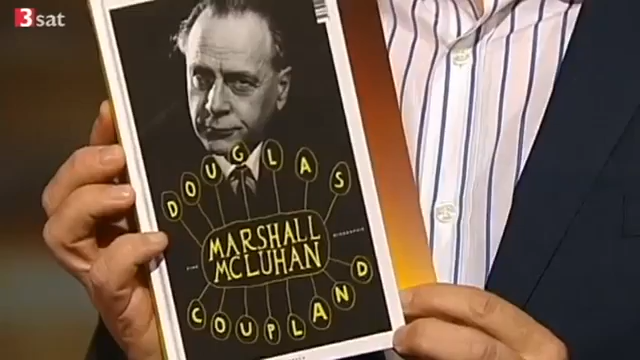 3sat
DOUGLAS
MARSHALL
MCLUHAN
EINE
BIOGRAPHIE
COUPLAND